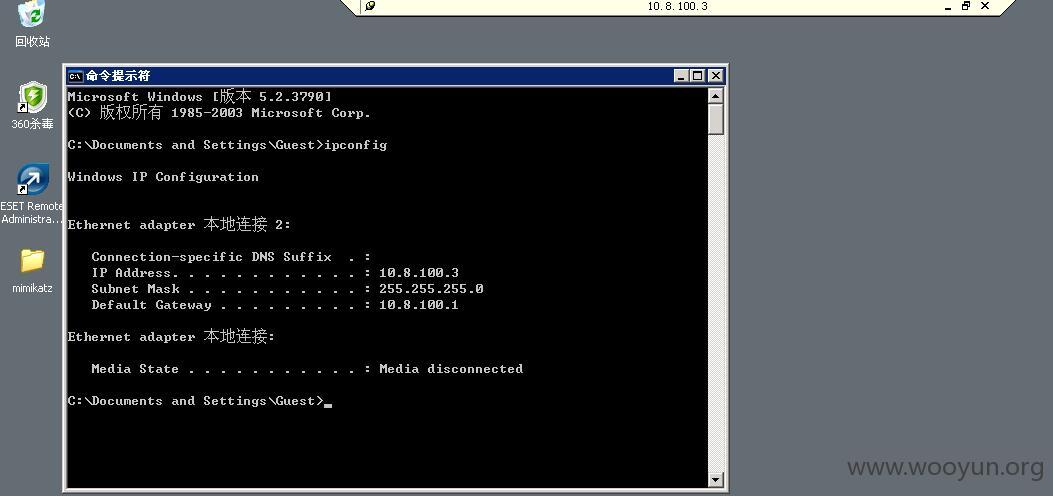 10.8.100.3
回收站
360杀毒
ESET Remote
Administra...
mimikatz
命令提示符
Microsoft Windows [版本 5.2.3790]
(C) 版权所有 1985-2003 Microsoft Corp.
C:\Documents and Settings\Guest>ipconfig
Windows IP Configuration
Ethernet adapter 本地连接 2:
Connection-specific DNS Suffix  . :
IP Address. . . . . . . . . . . . : 10.8.100.3
Subnet Mask . . . . . . . . . . . : 255.255.255.0
Default Gateway . . . . . . . . . : 10.8.100.1
Ethernet adapter 本地连接:
Media State . . . . . . . . . . . : Media disconnected
C:\Documents and Settings\Guest>_
www.wooyun.org